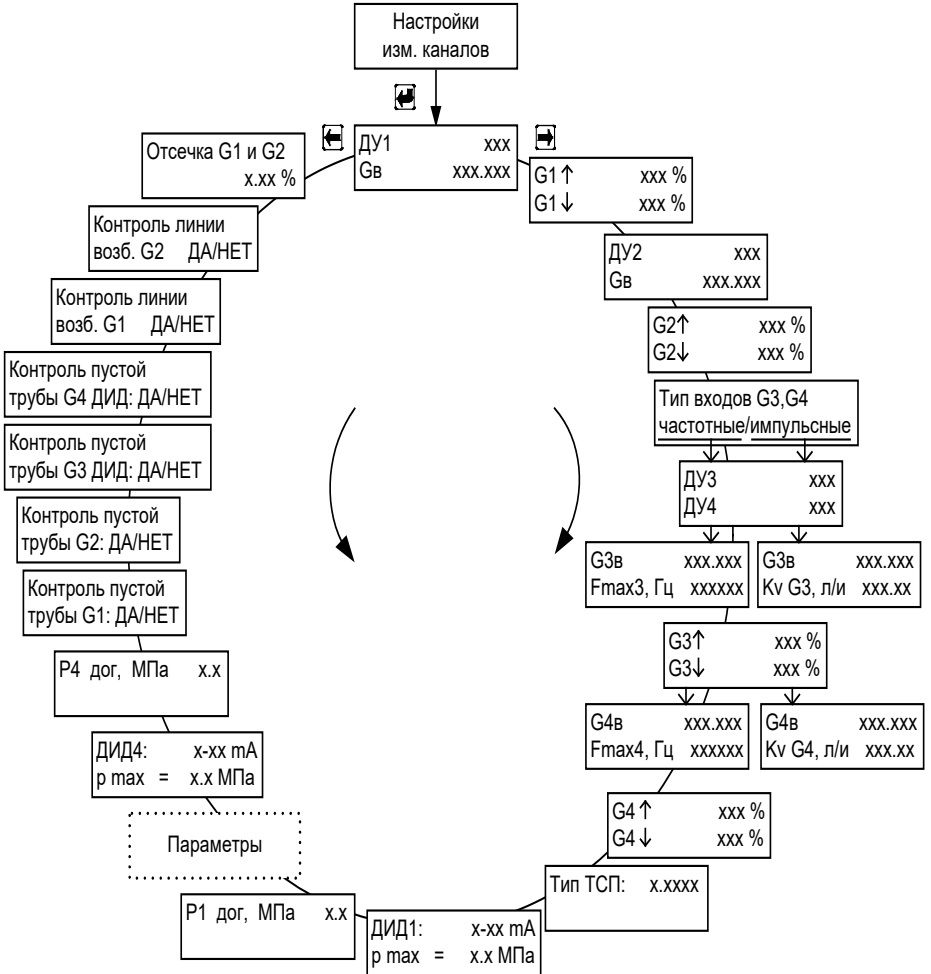 Настройки
изм. каналов
ДУ1 xxx
Gв xxx.xxx
G1↑ xxx %
G1↓ xxx %
ДУ2 xxx
Gв xxx.xxx
G2↑ xxx %
G2↓ xxx %
Тип входов G3,G4
частотные/импульсные
ДУ3 xxx
ДУ4 xxx
G3в xxx.xxx
Fmax3, Гц xxxxxx
G3в xxx.xxx
Kv G3, л/и xxx.xx
G3↑ xxx %
G3↓ xxx %
G4в xxx.xxx
Fmax4, Гц xxxxxx
G4в xxx.xxx
Kv G4, л/и xxx.xx
G4↑ xxx %
G4↓ xxx %
Тип ТСП: x.xxxx
ДИД1: x-xx mA
p max = x.x МПа
P1 дог, МПа x.x
Параметры
ДИД4: x-xx mA
p max = x.x МПа
P4 дог, МПа x.x
Контроль пустой
трубы G1: ДА/НЕТ
Контроль пустой
трубы G2: ДА/НЕТ
Контроль пустой
трубы G3 ДИД: ДА/НЕТ
Контроль пустой
трубы G4 ДИД: ДА/НЕТ
Контроль линии
возб. G1 ДА/НЕТ
Контроль линии
возб. G2 ДА/НЕТ
Отсечка G1 и G2
x.xx %